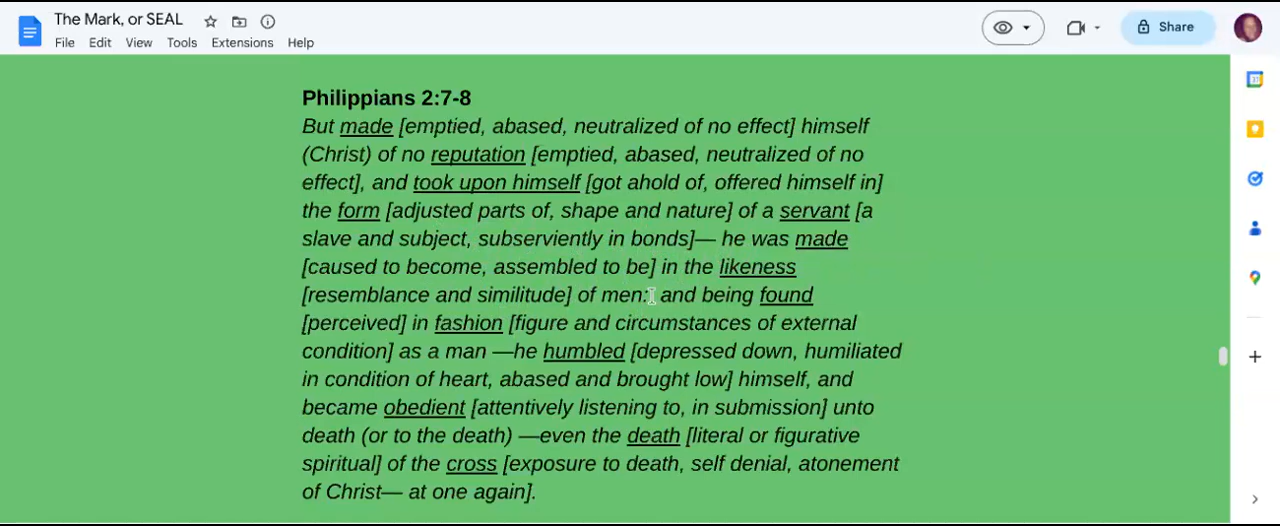 The Mark, or SEAL
File Edit View Tools Extensions Help
Share
Philippians 2:7-8
But made [emptied, abased, neutralized of no effect] himself
(Christ) of no reputation [emptied, abased, neutralized of no
effect], and took upon himself [got ahold of, offered himself in]
the form [adjusted parts of, shape and nature] of a servant [a
slave and subject, subserviently in bonds]— he was made
[caused to become, assembled to be] in the likeness
[resemblance and similitude] of men: and being found
[perceived] in fashion [figure and circumstances of external
condition] as a man —he humbled [depressed down, humiliated
in condition of heart, abased and brought low] himself, and
became obedient [attentively listening to, in submission] unto
death (or to the death) —even the death [literal or figurative
spiritual] of the cross [exposure to death, self denial, atonement
of Christ— at one again].